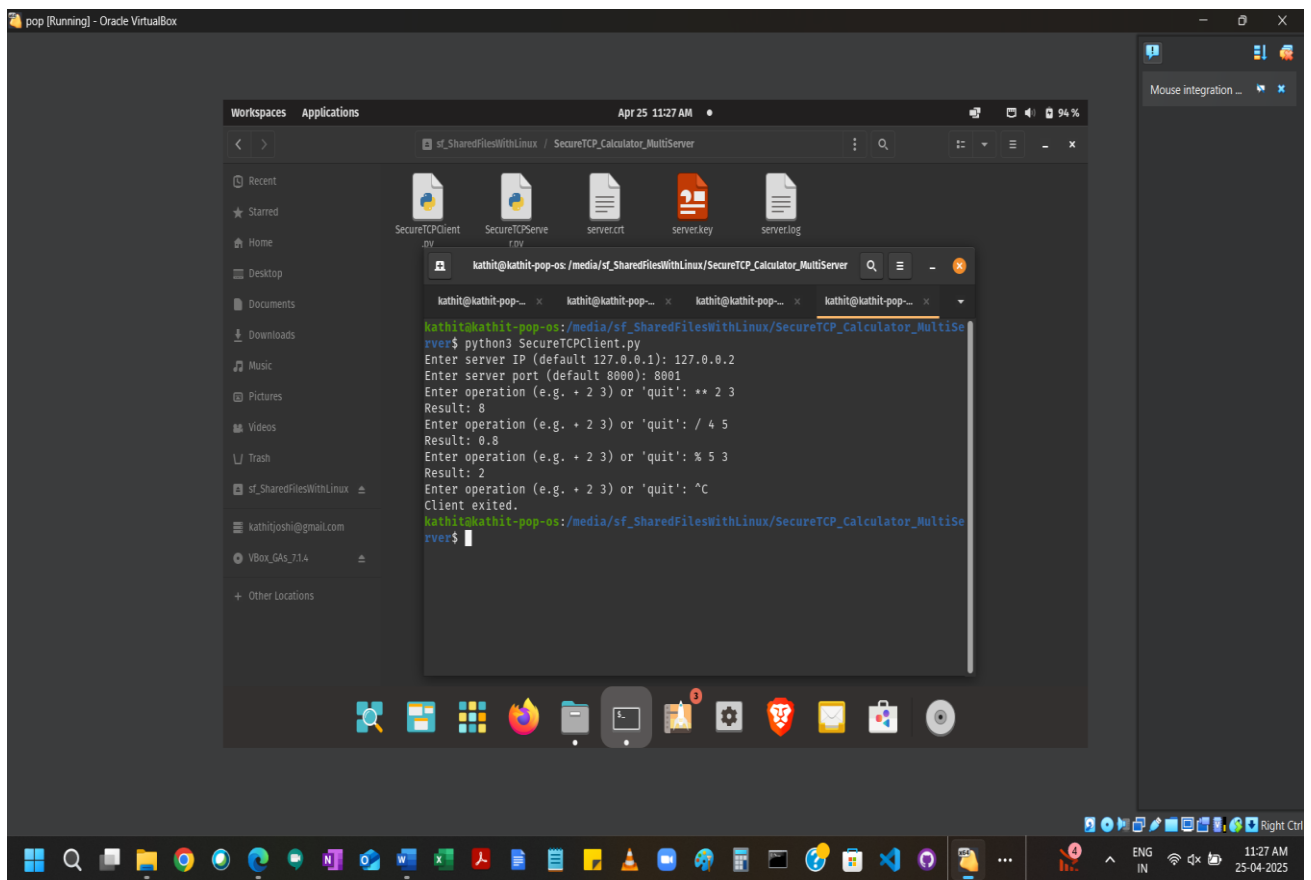 pop [Running] - Oracle VirtualBox
Mouse integration ...
Workspaces Applications Apr 25 11:27 AM 94 %
sf_SharedFilesWithLinux / SecureTCP_Calculator_MultiServer
Recent
Starred
Home
Desktop
Documents
Downloads
Music
Pictures
Videos
Trash
sf_SharedFilesWithLinux
kathitjoshi@gmail.com
VBox_GAs_7.1.4
+ Other Locations
SecureTCPClient
.py
SecureTCPServe
r.py
server.crt
server.key
server.log
kathit@kathit-pop-os: /media/sf_SharedFilesWithLinux/SecureTCP_Calculator_MultiServer
kathit@kathit-pop-... kathit@kathit-pop-... kathit@kathit-pop-... kathit@kathit-pop-...
kathit@kathit-pop-os:/media/sf_SharedFilesWithLinux/SecureTCP_Calculator_MultiSe
rver$ python3 SecureTCPClient.py
Enter server IP (default 127.0.0.1): 127.0.0.2
Enter server port (default 8000): 8001
Enter operation (e.g. + 2 3) or 'quit': ** 2 3
Result: 8
Enter operation (e.g. + 2 3) or 'quit': / 4 5
Result: 0.8
Enter operation (e.g. + 2 3) or 'quit': % 5 3
Result: 2
Enter operation (e.g. + 2 3) or 'quit': ^C
Client exited.
kathit@kathit-pop-os:/media/sf_SharedFilesWithLinux/SecureTCP_Calculator_MultiSe
rver$
3
Right Ctrl
4
ENG
IN
11:27 AM
25-04-2025